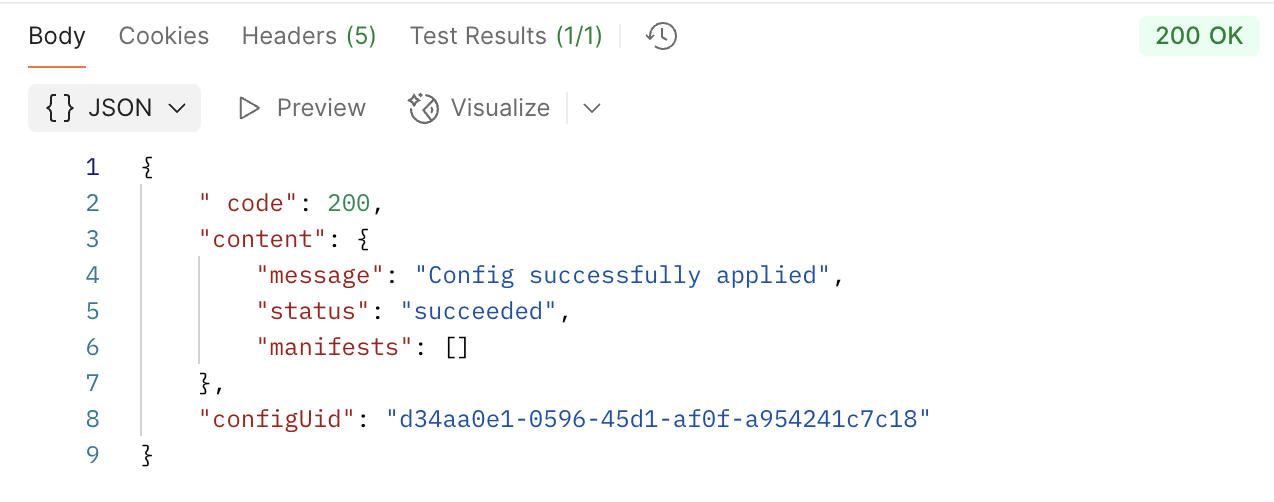 Body Cookies Headers (5) Test Results (1/1) 200 OK
{} JSON Preview Visualize
1 {
2 " code": 200,
3 "content": {
4 "message": "Config successfully applied",
5 "status": "succeeded",
6 "manifests": []
7 },
8 "configUid": "d34aa0e1-0596-45d1-af0f-a954241c7c18"
9 }